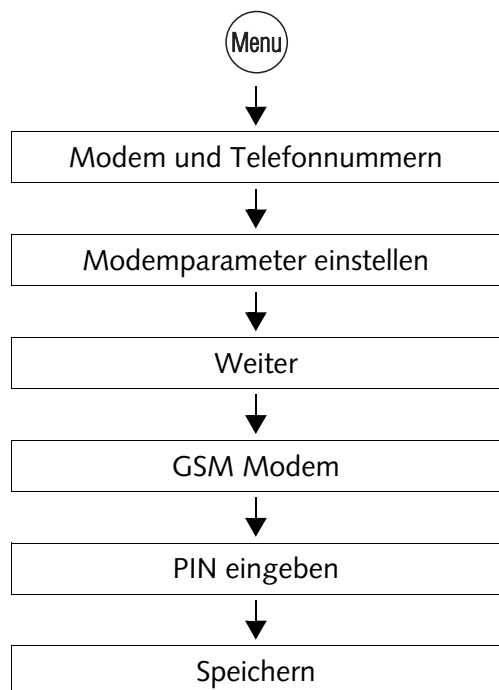 Menu
Modem und Telefonnummern
Modemparameter einstellen
Weiter
GSM Modem
PIN eingeben
Speichern